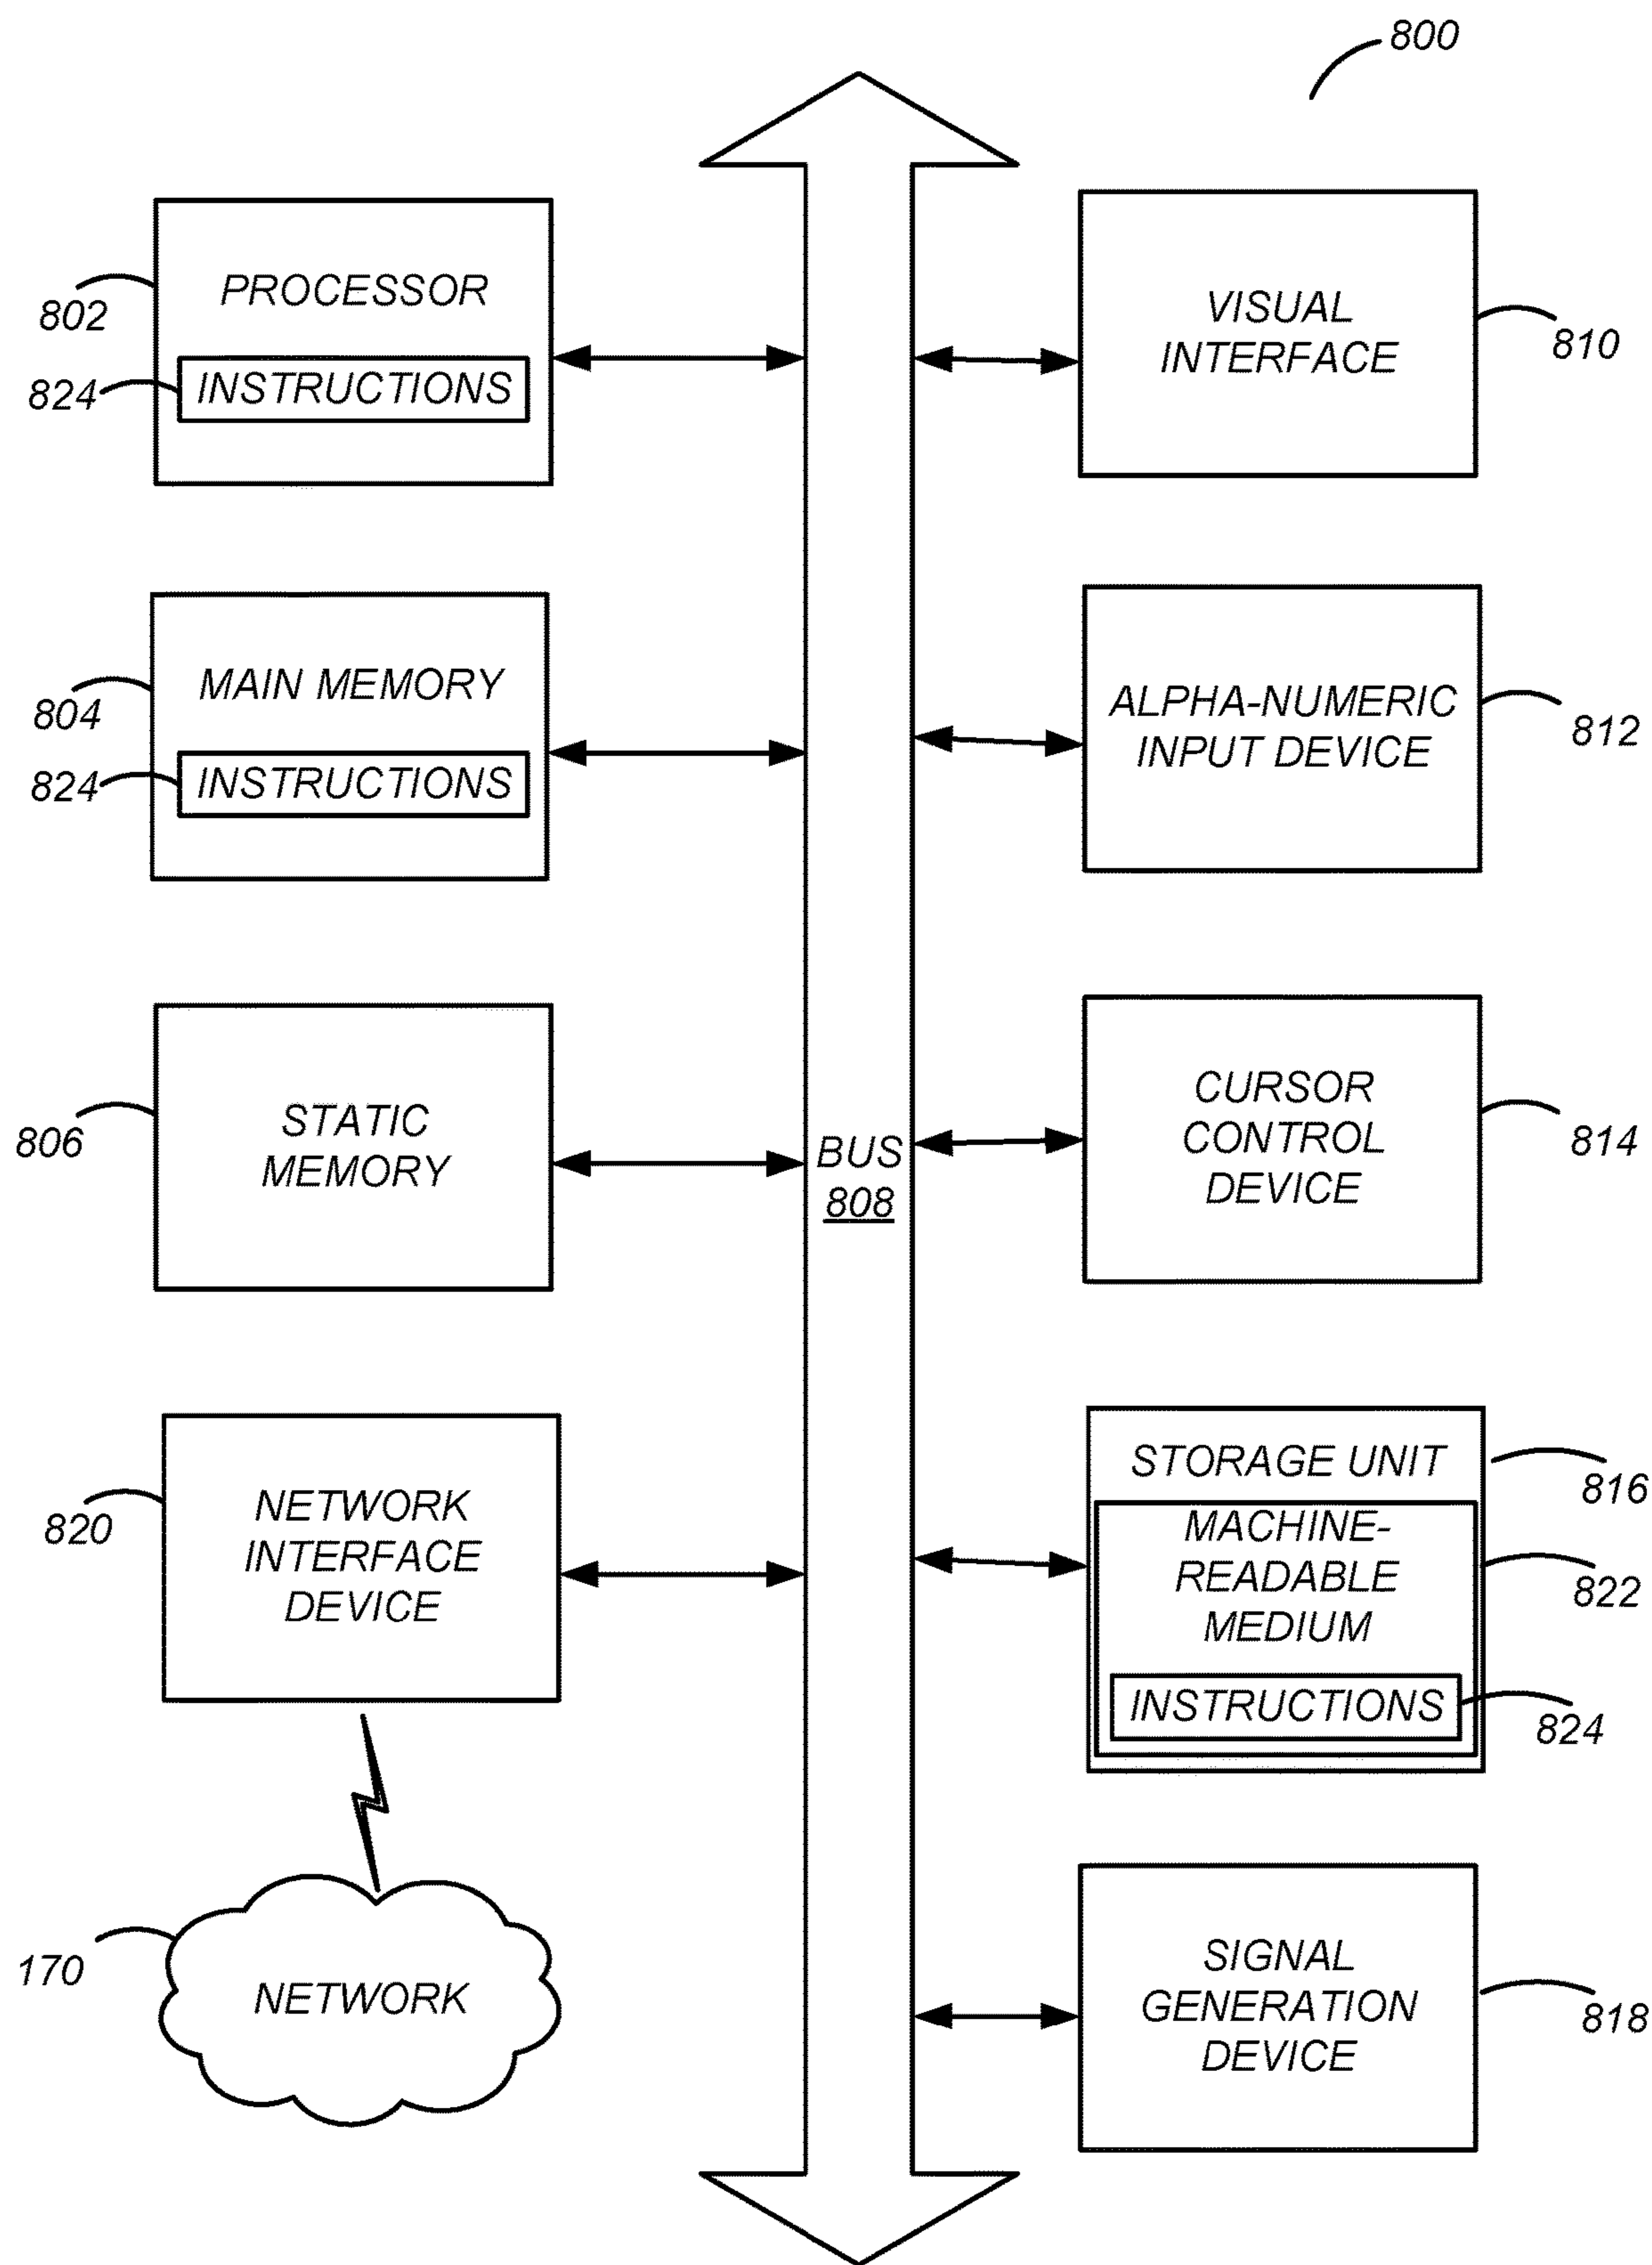 800
PROCESSOR
802
INSTRUCTIONS
824
VISUAL
INTERFACE
810
MAIN MEMORY
804
INSTRUCTIONS
824
ALPHA-NUMERIC
INPUT DEVICE
812
STATIC
MEMORY
806
BUS
808
CURSOR
CONTROL
DEVICE
814
NETWORK
INTERFACE
DEVICE
820
STORAGE UNIT
816
MACHINE-
READABLE
MEDIUM
822
INSTRUCTIONS
824
170
NETWORK
SIGNAL
GENERATION
DEVICE
818